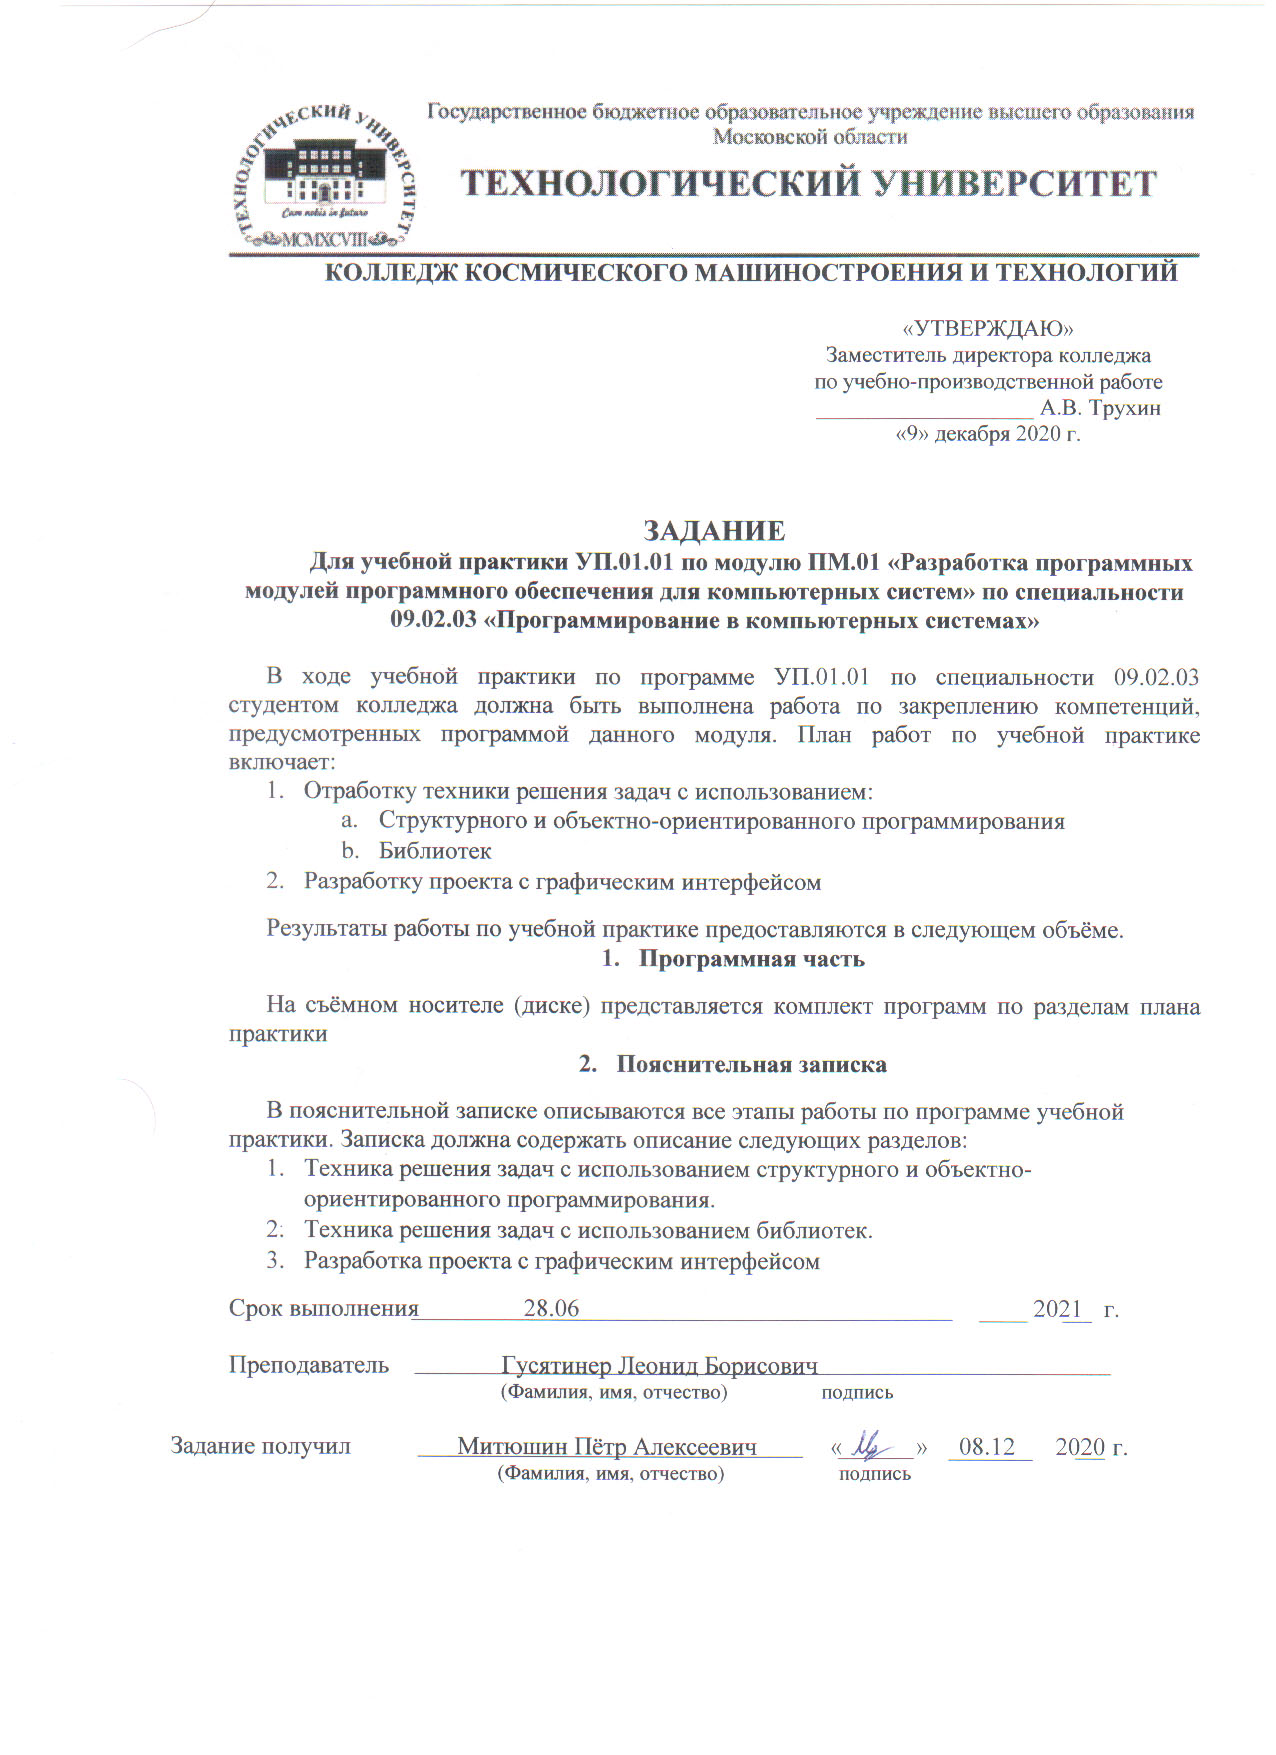 ТЕХНОЛОГИЧЕСКИЙ УНИВЕРСИТЕТ
Cum nobis in futuro
MCMXCVIII
Государственное бюджетное образовательное учреждение высшего образования
Московской области
ТЕХНОЛОГИЧЕСКИЙ УНИВЕРСИТЕТ
КОЛЛЕДЖ КОСМИЧЕСКОГО МАШИНОСТРОЕНИЯ И ТЕХНОЛОГИЙ
«УТВЕРЖДАЮ»
Заместитель директора колледжа
по учебно-производственной работе
__________________ А.В. Трухин
«9» декабря 2020 г.
ЗАДАНИЕ
Для учебной практики УП.01.01 по модулю ПМ.01 «Разработка программных
модулей программного обеспечения для компьютерных систем» по специальности
09.02.03 «Программирование в компьютерных системах»
В ходе учебной практики по программе УП.01.01 по специальности 09.02.03
студентом колледжа должна быть выполнена работа по закреплению компетенций,
предусмотренных программой данного модуля. План работ по учебной практике
включает:
1. Отработку техники решения задач с использованием:
a. Структурного и объектно-ориентированного программирования
b. Библиотек
2. Разработку проекта с графическим интерфейсом
Результаты работы по учебной практике предоставляются в следующем объёме.
1. Программная часть
На съёмном носителе (диске) представляется комплект программ по разделам плана
практики
2. Пояснительная записка
В пояснительной записке описываются все этапы работы по программе учебной
практики. Записка должна содержать описание следующих разделов:
1. Техника решения задач с использованием структурного и объектно-
ориентированного программирования.
2. Техника решения задач с использованием библиотек.
3. Разработка проекта с графическим интерфейсом
Срок выполнения 28.06 2021 г.
Преподаватель Гусятинер Леонид Борисович
(Фамилия, имя, отчество) подпись
Задание получил Митюшин Пётр Алексеевич « » 08.12 2020 г.
(Фамилия, имя, отчество) подпись